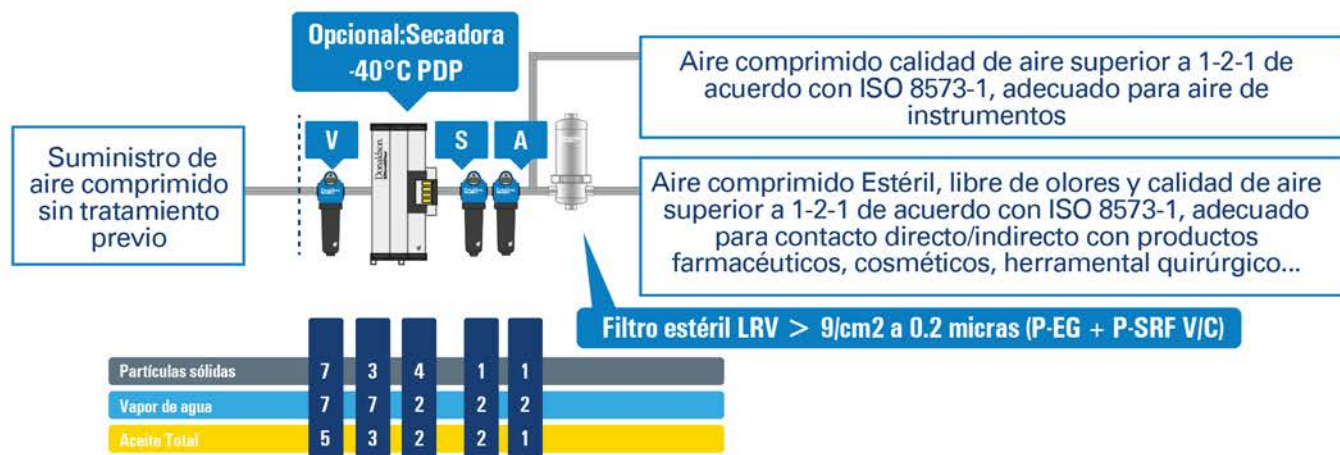 Opcional:Secadora
-40°C PDP
Aire comprimido calidad de aire superior a 1-2-1 de
acuerdo con ISO 8573-1, adecuado para aire de
instrumentos
V
S
A
Suministro de
aire comprimido
sin tratamiento
previo
Donaldson
Aire comprimido Estéril, libre de olores y calidad de aire
superior a 1-2-1 de acuerdo con ISO 8573-1, adecuado
para contacto directo/indirecto con productos
farmacéuticos, cosméticos, herramental quirúrgico...
Filtro estéril LRV > 9/cm2 a 0.2 micras (P-EG + P-SRF V/C)
Partículas sólidas 7 3 4 1 1
Vapor de agua 7 7 2 2 2
Aceite Total 5 3 2 2 1